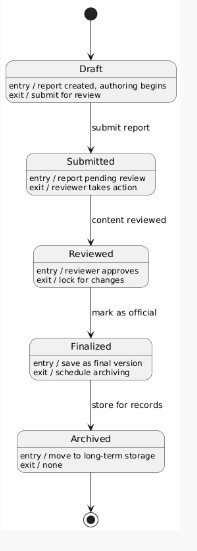 Draft
entry / report created, authoring begins
exit / submit for review
submit report
Submitted
entry / report pending review
exit / reviewer takes action
content reviewed
Reviewed
entry / reviewer approves
exit / lock for changes
mark as official
Finalized
entry / save as final version
exit / schedule archiving
store for records
Archived
entry / move to long-term storage
exit / none